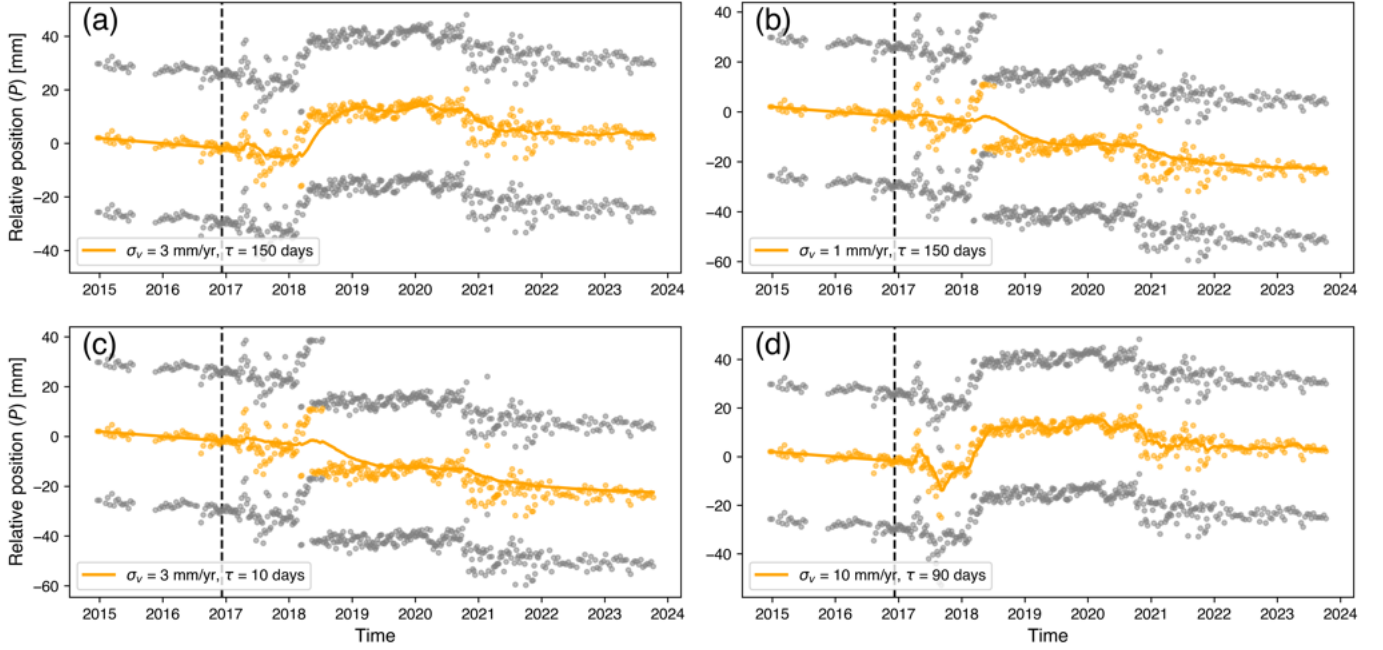 (a)
Relative position (P) [mm]
40
20
0
−20
−40
σv = 3 mm/yr, τ = 150 days
2015 2016 2017 2018 2019 2020 2021 2022 2023 2024
(b)
40
20
0
−20
−40
−60
σv = 1 mm/yr, τ = 150 days
2015 2016 2017 2018 2019 2020 2021 2022 2023 2024
(c)
Relative position (P) [mm]
40
20
0
−20
−40
−60
σv = 3 mm/yr, τ = 10 days
2015 2016 2017 2018 2019 2020 2021 2022 2023 2024
Time
(d)
40
20
0
−20
−40
σv = 10 mm/yr, τ = 90 days
2015 2016 2017 2018 2019 2020 2021 2022 2023 2024
Time